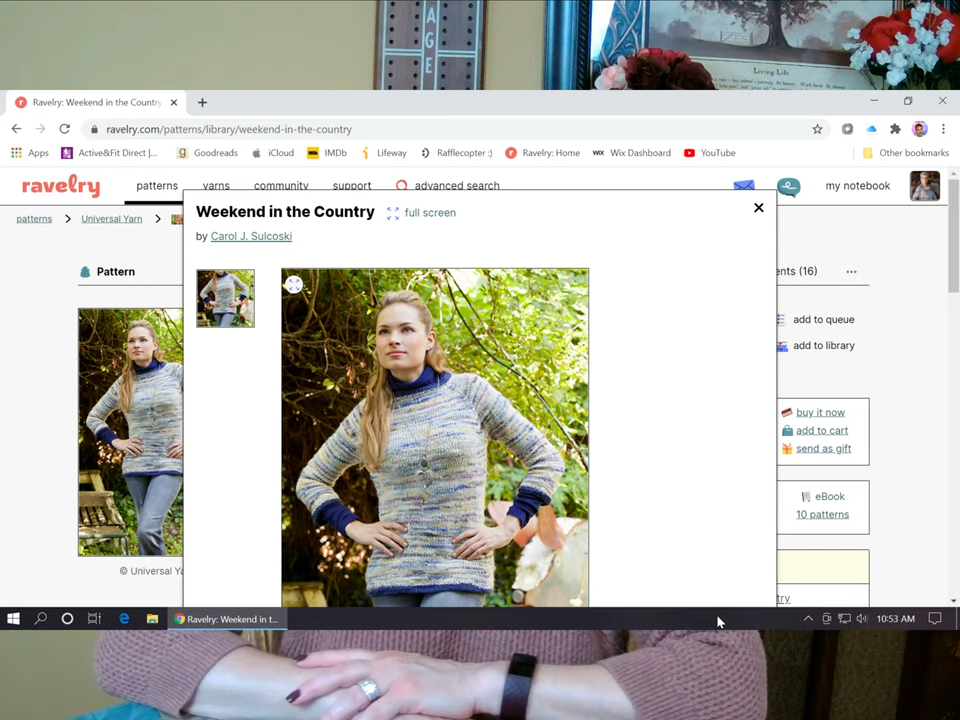 AGE
Living Life
Ravelry: Weekend in the Country
ravelry.com/patterns/library/weekend-in-the-country
Apps
Active&Fit Direct |...
Goodreads
iCloud
IMDb
Lifeway
Rafflecopter :)
Ravelry: Home
WIX
Wix Dashboard
YouTube
Other bookmarks
ravelry
patterns
yarns
community
support
advanced search
my notebook
patterns
Universal Yarn
Weekend in the Country
full screen
by Carol J. Sulcoski
Pattern
ents (16)
add to queue
add to library
buy it now
add to cart
send as gift
eBook
10 patterns
© Universal Ya
try
Ravelry: Weekend in t...
10:53 AM